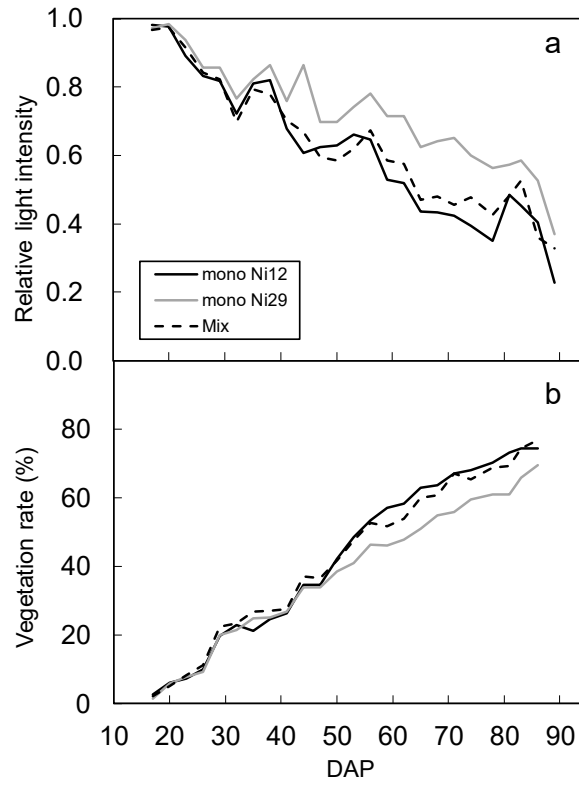 a
1.0
0.8
0.6
0.4
0.2
0.0
Relative light intensity
mono Ni12
mono Ni29
Mix
b
80
60
40
20
0
Vegetation rate (%)
10 20 30 40 50 60 70 80 90
DAP